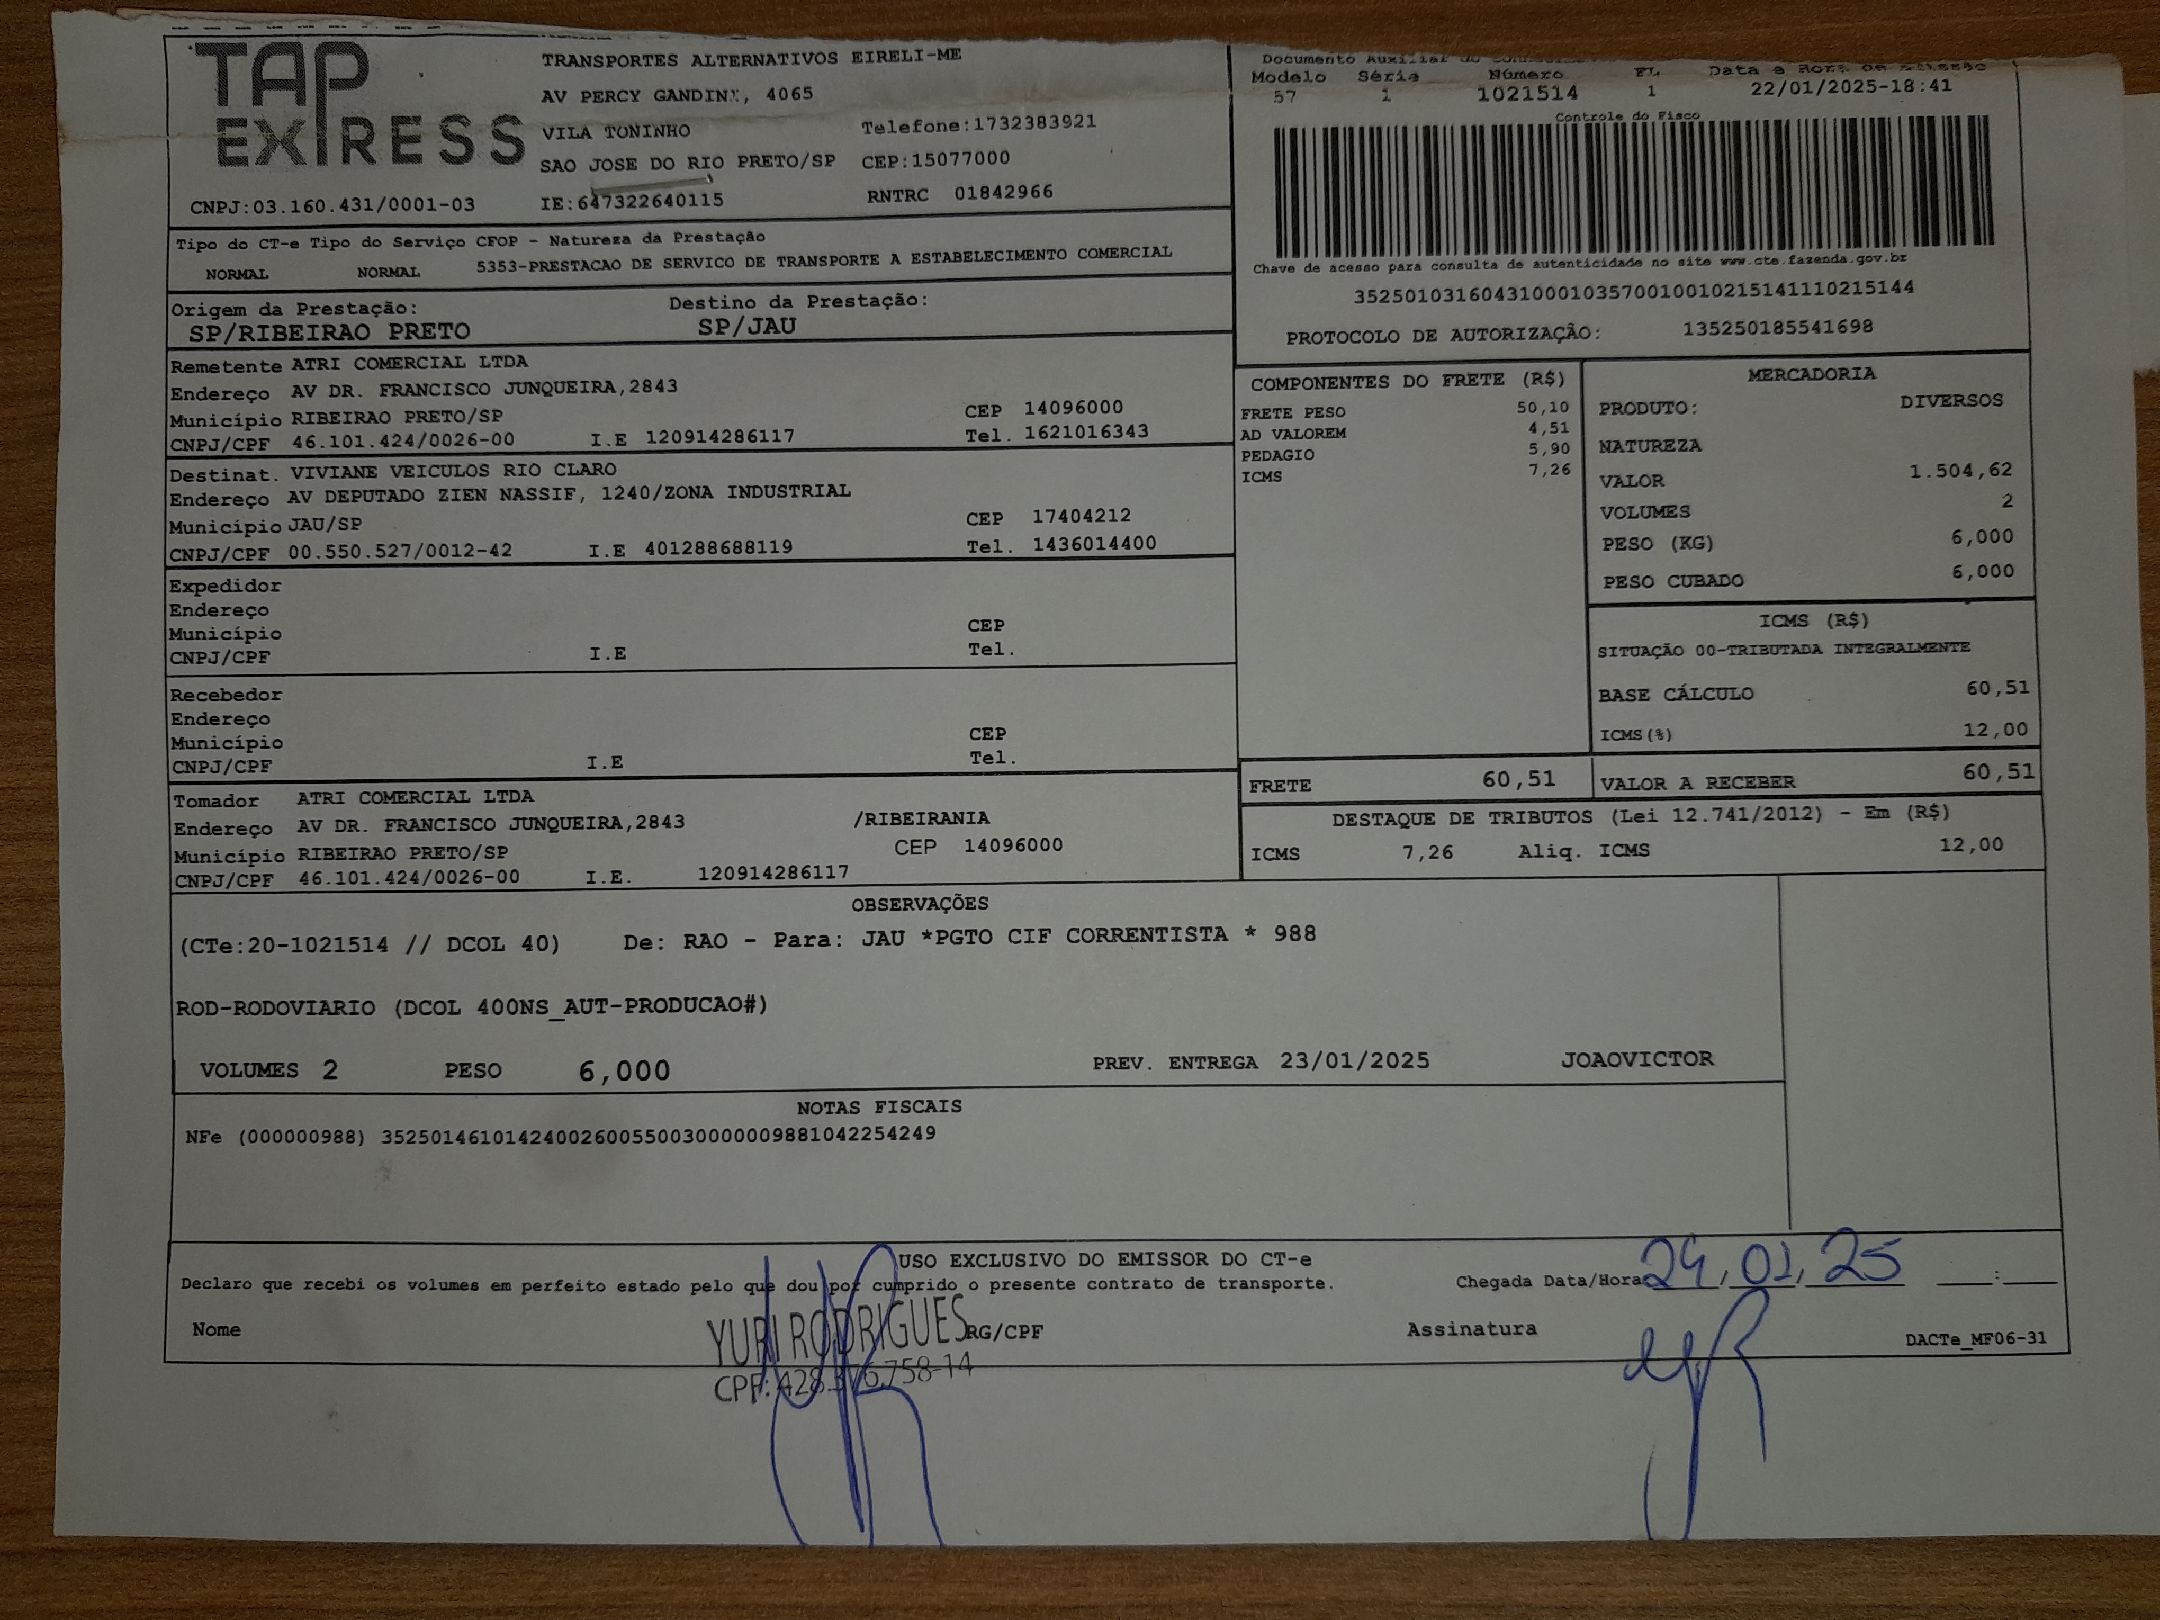 TAP EXPRESS
TRANSPORTES ALTERNATIVOS EIRELI-ME
AV PERCY GANDINI, 4065
VILA TONINHO Telefone:1732383921
SAO JOSE DO RIO PRETO/SP CEP:15077000
CNPJ:03.160.431/0001-03 IE:647322640115 RNTRC 01842966
Documento Auxiliar do
Modelo Série Número FL Data e Hora de Emissão
57 1 1021514 1 22/01/2025-18:41
Controle do Fisco
Chave de acesso para consulta de autenticidade no site www.cte.fazenda.gov.br
35250103160431000103570010010215141110215144
PROTOCOLO DE AUTORIZAÇÃO: 135250185541698
Tipo do CT-e Tipo do Serviço CFOP - Natureza da Prestação
NORMAL NORMAL 5353-PRESTACAO DE SERVICO DE TRANSPORTE A ESTABELECIMENTO COMERCIAL
Origem da Prestação: Destino da Prestação:
SP/RIBEIRAO PRETO SP/JAU
Remetente ATRI COMERCIAL LTDA
Endereço AV DR. FRANCISCO JUNQUEIRA,2843
Município RIBEIRAO PRETO/SP CEP 14096000
CNPJ/CPF 46.101.424/0026-00 I.E 120914286117 Tel. 1621016343
Destinat. VIVIANE VEICULOS RIO CLARO
Endereço AV DEPUTADO ZIEN NASSIF, 1240/ZONA INDUSTRIAL
Município JAU/SP CEP 17404212
CNPJ/CPF 00.550.527/0012-42 I.E 401288688119 Tel. 1436014400
Expedidor
Endereço
Município CEP
CNPJ/CPF I.E Tel.
Recebedor
Endereço
Município CEP
CNPJ/CPF I.E Tel.
Tomador ATRI COMERCIAL LTDA
Endereço AV DR. FRANCISCO JUNQUEIRA,2843 /RIBEIRANIA
Município RIBEIRAO PRETO/SP CEP 14096000
CNPJ/CPF 46.101.424/0026-00 I.E. 120914286117
COMPONENTES DO FRETE (R$)
FRETE PESO 50,10
AD VALOREM 4,51
PEDAGIO 5,90
ICMS 7,26
MERCADORIA
PRODUTO: DIVERSOS
NATUREZA
VALOR 1.504,62
VOLUMES 2
PESO (KG) 6,000
PESO CUBADO 6,000
ICMS (R$)
SITUAÇÃO 00-TRIBUTADA INTEGRALMENTE
BASE CÁLCULO 60,51
ICMS(%) 12,00
FRETE 60,51 VALOR A RECEBER 60,51
DESTAQUE DE TRIBUTOS (Lei 12.741/2012) - Em (R$)
ICMS 7,26 Aliq. ICMS 12,00
OBSERVAÇÕES
(CTe:20-1021514 // DCOL 40) De: RAO - Para: JAU *PGTO CIF CORRENTISTA * 988
ROD-RODOVIARIO (DCOL 400NS_AUT-PRODUCAO#)
VOLUMES 2 PESO 6,000 PREV. ENTREGA 23/01/2025 JOAOVICTOR
NOTAS FISCAIS
NFe (000000988) 35250146101424002600550030000009881042254249
USO EXCLUSIVO DO EMISSOR DO CT-e
Declaro que recebi os volumes em perfeito estado pelo que dou por cumprido o presente contrato de transporte. Chegada Data/Hora 24,01,25 :
Nome YURI RODRIGUES RG/CPF Assinatura DACTe_MF06-31
CPF: 428.376.758-14